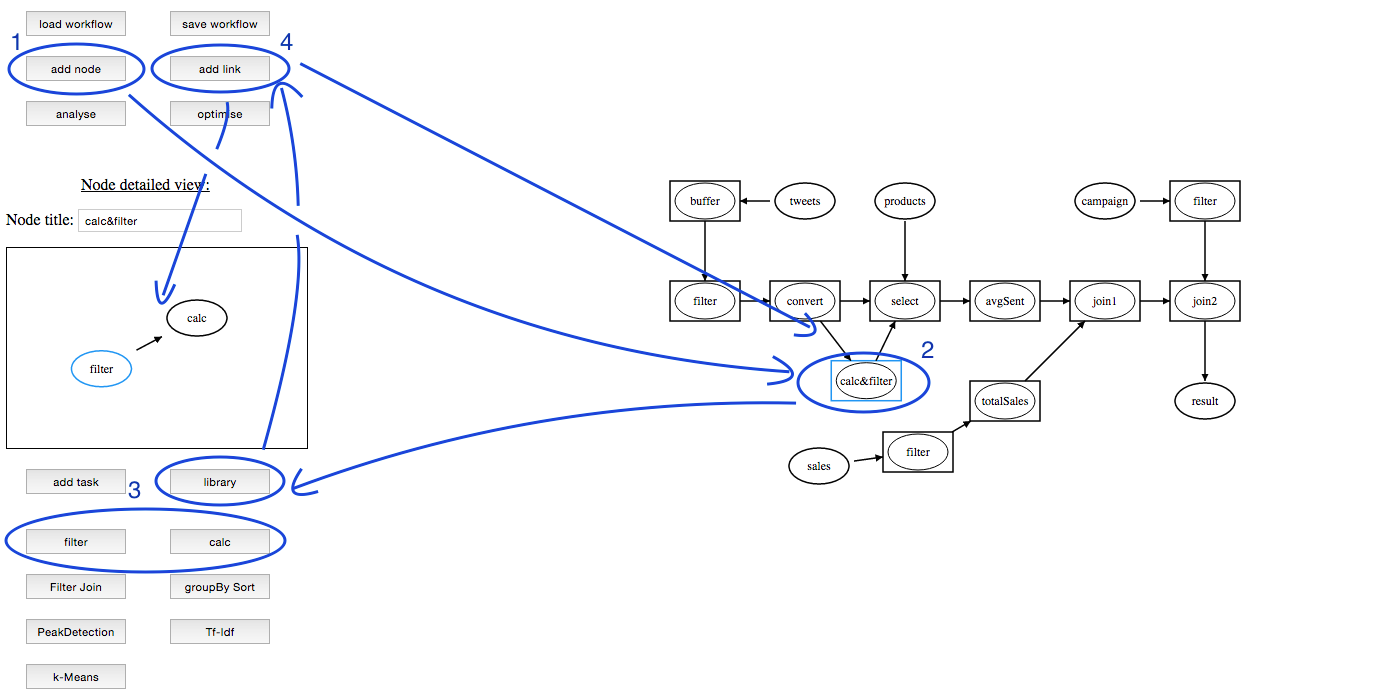 load workflow save workflow
1 4
add node add link
analyse optimise
Node detailed view:
Node title: calc&filter
calc
filter
add task library
3
filter calc
Filter Join groupBy Sort
PeakDetection Tf-Idf
k-Means
buffer tweets products campaign filter
filter convert select avgSent join1 join2
2
calc&filter totalSales result
sales filter